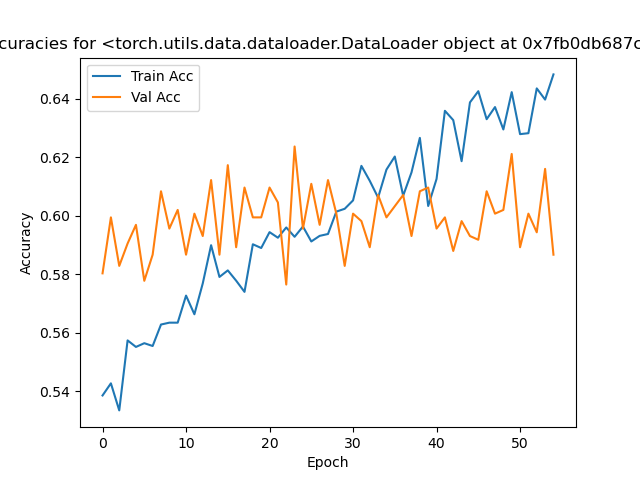 curacies for <torch.utils.data.dataloader.DataLoader object at 0x7fb0db687c
Train Acc
Val Acc
0.64
0.62
0.60
0.58
0.56
0.54
Accuracy
0 10 20 30 40 50
Epoch